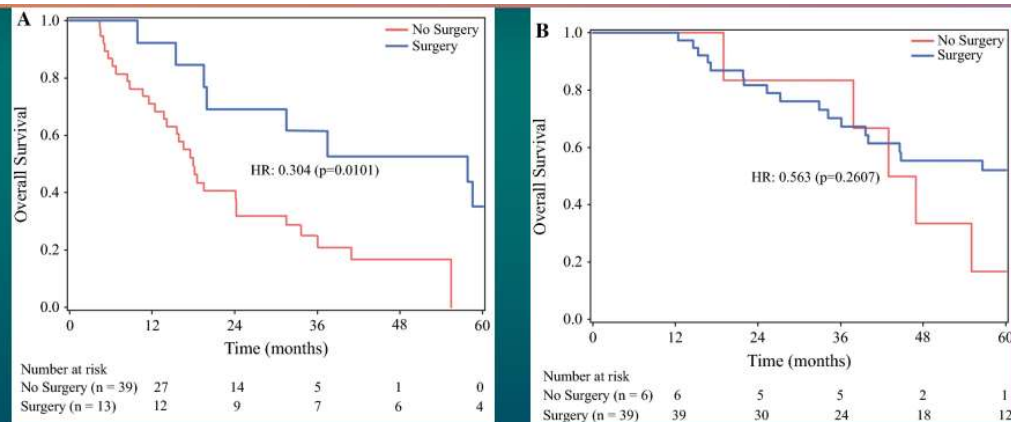 A
No Surgery
Surgery
1.0
0.8
0.6
0.4
0.2
0.0
Overall Survival
HR: 0.304 (p=0.0101)
0 12 24 36 48 60
Time (months)
Number at risk
No Surgery (n = 39) 27 14 5 1 0
Surgery (n = 13) 12 9 7 6 4
B
No Surgery
Surgery
1.0
0.8
0.6
0.4
0.2
0.0
Overall Survival
HR: 0.563 (p=0.2607)
0 12 24 36 48 60
Time (months)
Number at risk
No Surgery (n = 6) 6 5 5 2 1
Surgery (n = 39) 39 30 24 18 12